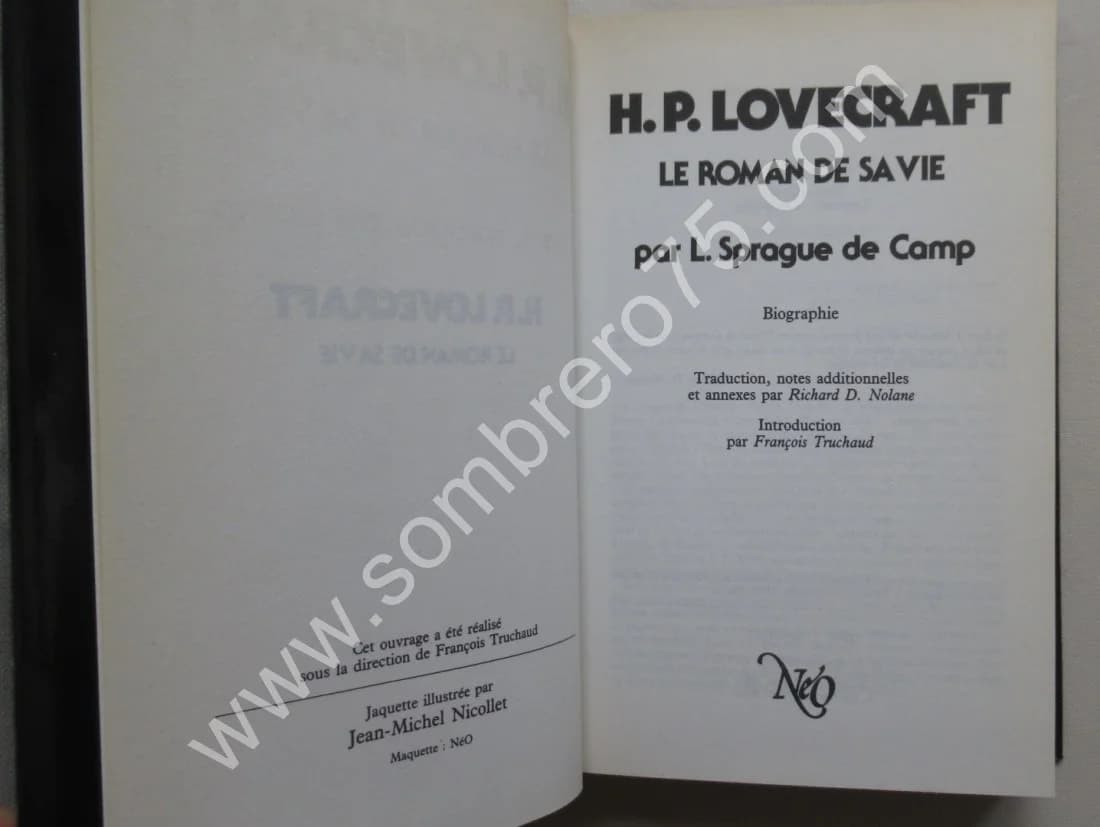 Cet ouvrage a été réalisé
sous la direction de François Truchaud
Jaquette illustrée par
Jean-Michel Nicollet
Maquette : NéO
H.P. LOVECRAFT
LE ROMAN DE SA VIE
par L. Sprague de Camp
Biographie
Traduction, notes additionnelles
et annexes par Richard D. Nolane
Introduction
par François Truchaud
NéO
www.sombrero75.com